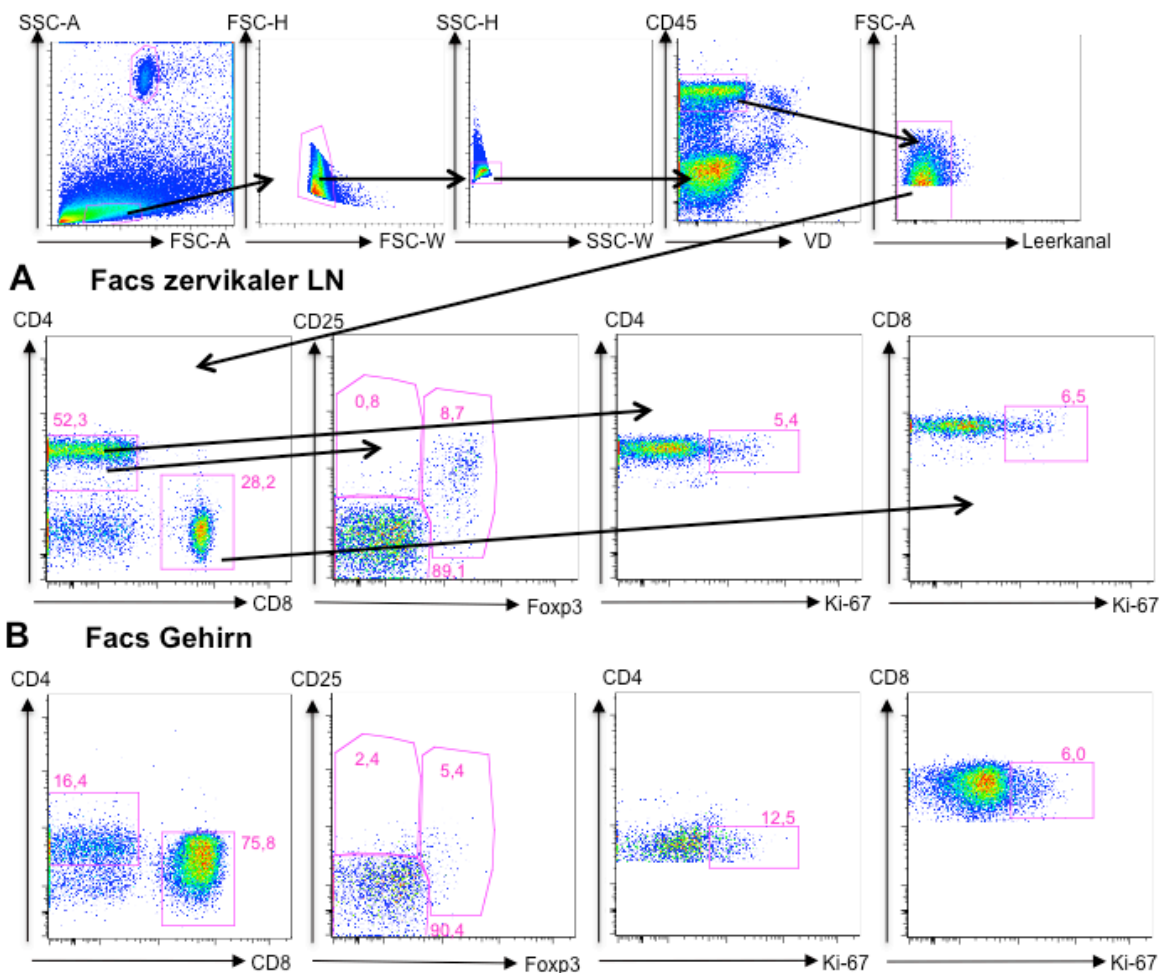 SSC-A FSC-H SSC-H CD45 FSC-A
FSC-A FSC-W SSC-W VD Leerkanal
A Facs zervikaler LN
CD4 CD25 CD4 CD8
52,3 28,2 0,8 8,7 89,1 5,4 6,5
CD8 Foxp3 Ki-67 Ki-67
B Facs Gehirn
CD4 CD25 CD4 CD8
16,4 75,8 2,4 5,4 90,4 12,5 6,0
CD8 Foxp3 Ki-67 Ki-67